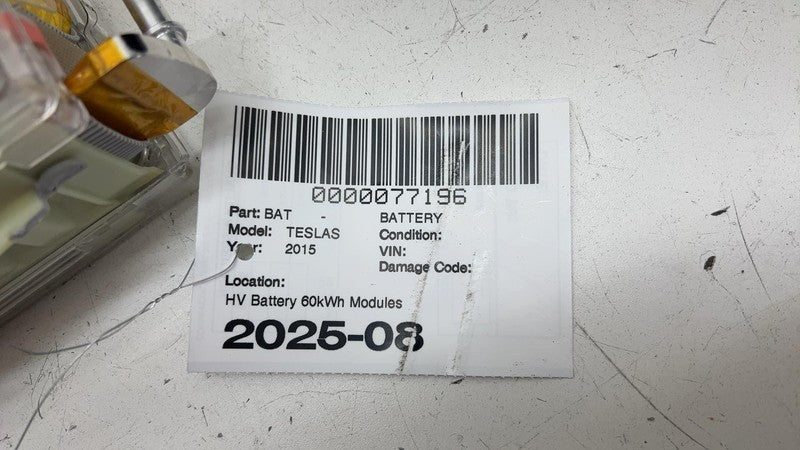 0000077196
Part: BAT - BATTERY
Model: TESLAS Condition:
Year: 2015 VIN:
Damage Code:
Location:
HV Battery 60kWh Modules
2025-08